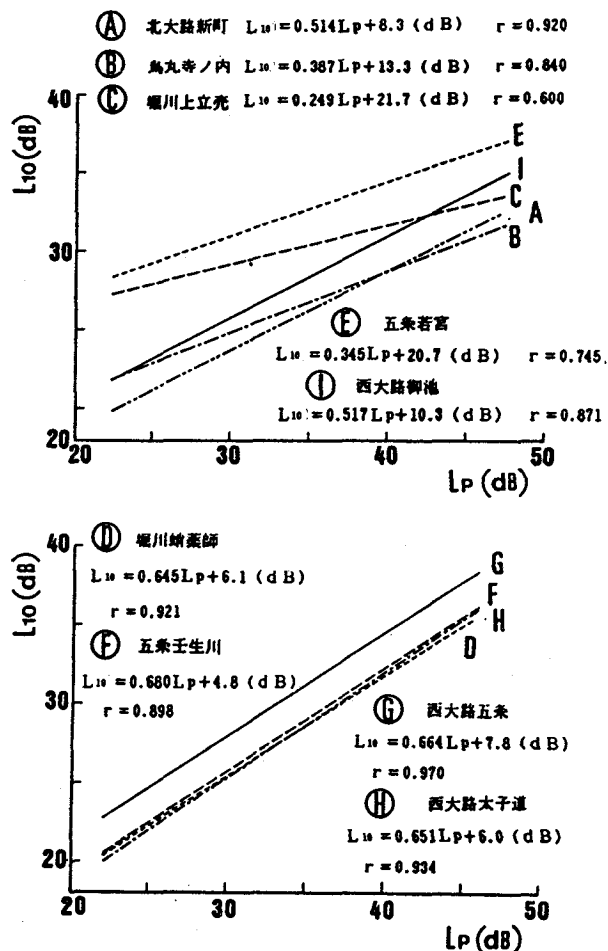 Ⓐ 北大路新町 L10=0.514Lp+8.3 (dB) r=0.920
Ⓑ 烏丸寺ノ内 L10=0.387Lp+13.3 (dB) r=0.840
Ⓒ 堀川上立売 L10=0.249Lp+21.7 (dB) r=0.600
40
L10(dB)
30
20
E
I
C
A
B
Ⓔ 五条若宮
L10=0.345Lp+20.7 (dB) r=0.745
Ⓘ 西大路御池
L10=0.517Lp+10.3 (dB) r=0.871
20 30 40 50
Lp(dB)
40
L10(dB)
30
20
Ⓓ 堀川蛸薬師
L10=0.645Lp+6.1 (dB)
r=0.921
Ⓕ 五条壬生川
L10=0.680Lp+4.8 (dB)
r=0.898
G
F
H
D
Ⓖ 西大路五条
L10=0.664Lp+7.8 (dB)
r=0.970
Ⓗ 西大路太子道
L10=0.651Lp+6.0 (dB)
r=0.934
20 30 40 50
Lp(dB)